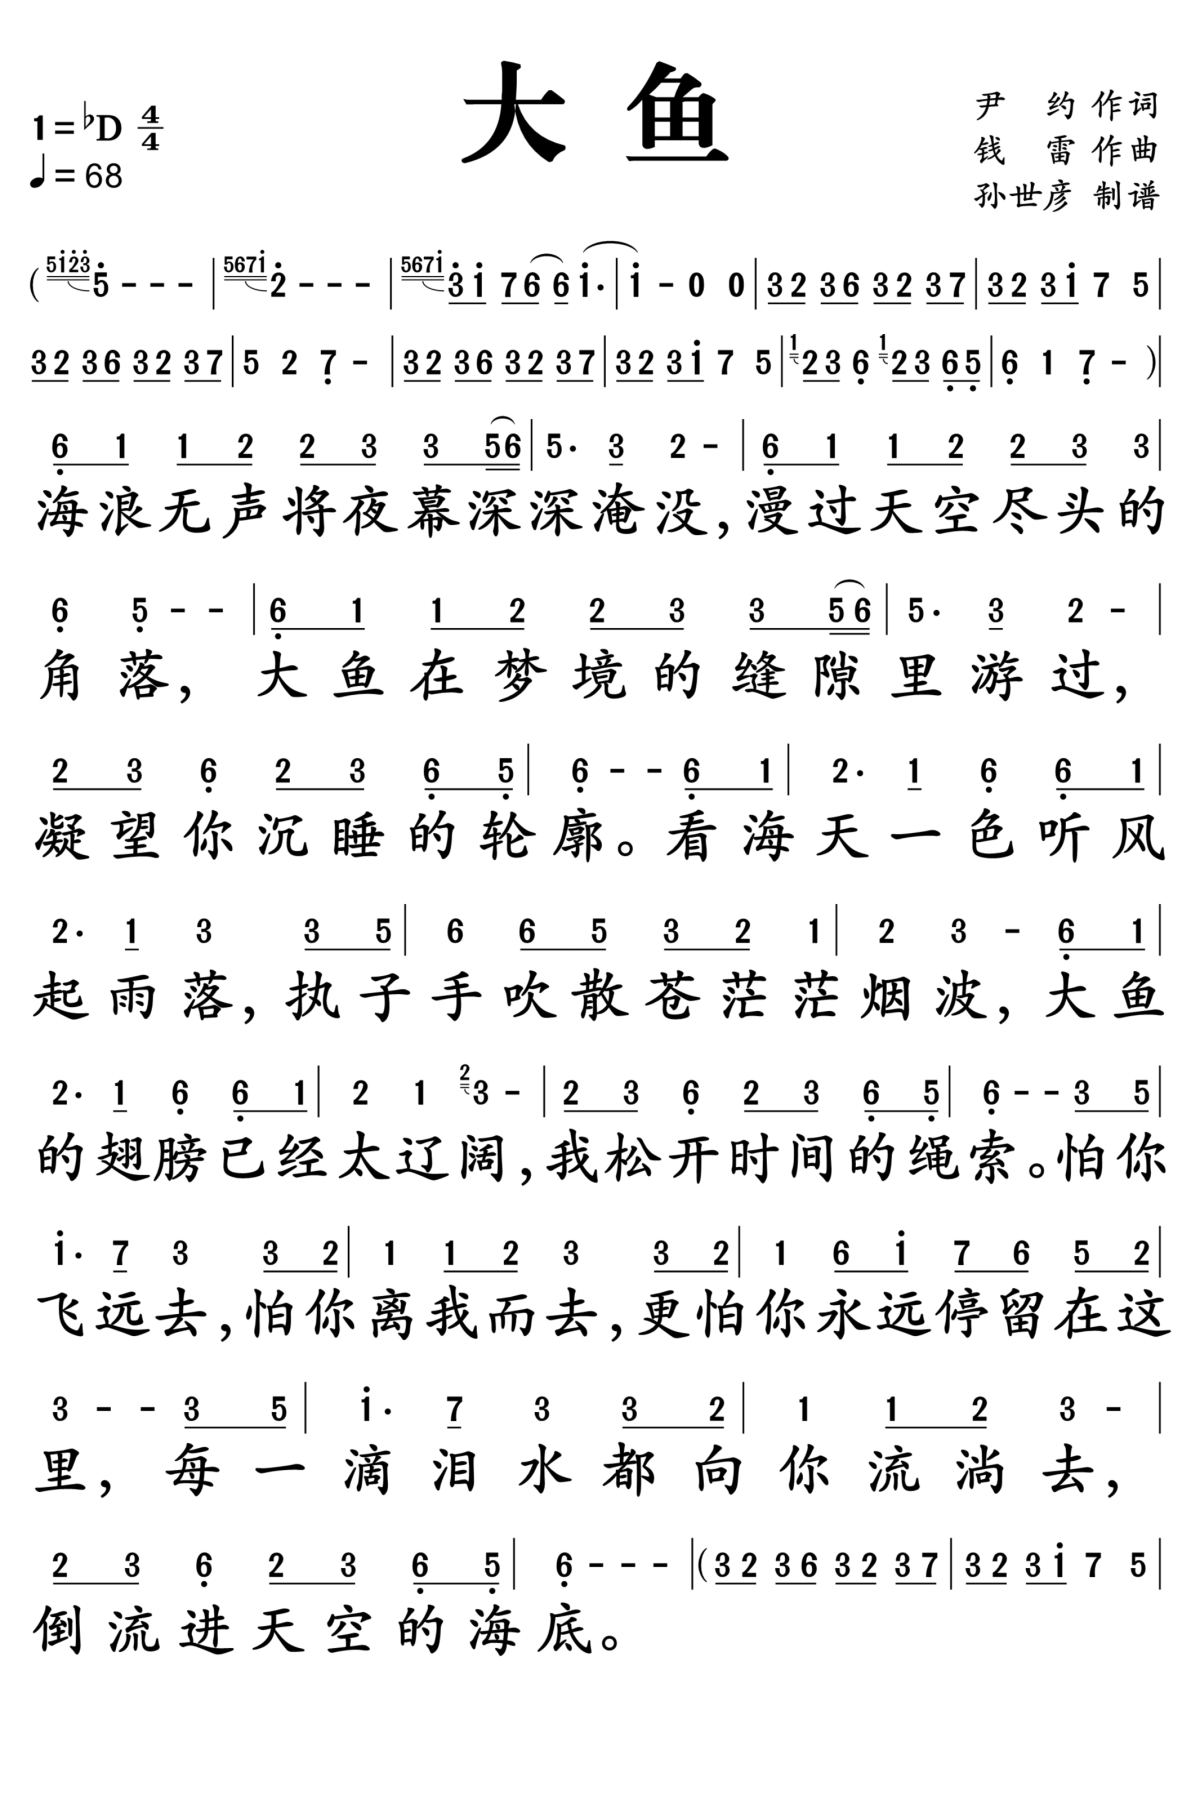 大鱼
1=♭D 4/4
♩=68
尹 约 作词
钱 雷 作曲
孙世彦 制谱
( 5i̇2̇3̇ 5̇ - - - | 567i̇ 2̇ - - - | 567i̇ 3̇ i̇ 7 6 6 i̇· | i̇ - 0 0 | 3 2 3 6 3 2 3 7 | 3 2 3 i̇ 7 5 |
3 2 3 6 3 2 3 7 | 5 2 7̣ - | 3 2 3 6 3 2 3 7 | 3 2 3 i̇ 7 5 | 1 2 3 6̣ 1 2 3 6̣ 5̣ | 6̣ 1 7̣ - ) |
6̣ 1 1 2 2 3 3 5 6 | 5· 3 2 - | 6̣ 1 1 2 2 3 3 |
海浪无声将夜幕深深淹没,漫过天空尽头的
6̣ 5̣ - - | 6̣ 1 1 2 2 3 3 5 6 | 5· 3 2 - |
角落,大鱼在梦境的缝隙里游过,
2 3 6̣ 2 3 6̣ 5̣ | 6̣ - - 6̣ 1 | 2· 1 6̣ 6̣ 1 |
凝望你沉睡的轮廓。看海天一色听风
2· 1 3 3 5 | 6 6 5 3 2 1 | 2 3 - 6̣ 1 |
起雨落,执子手吹散苍茫茫烟波,大鱼
2· 1 6̣ 6̣ 1 | 2 1 2 3 - | 2 3 6̣ 2 3 6̣ 5̣ | 6̣ - - 3 5 |
的翅膀已经太辽阔,我松开时间的绳索。怕你
i̇· 7 3 3 2 | 1 1 2 3 3 2 | 1 6 i̇ 7 6 5 2 |
飞远去,怕你离我而去,更怕你永远停留在这
3 - - 3 5 | i̇· 7 3 3 2 | 1 1 2 3 - |
里,每一滴泪水都向你流淌去,
2 3 6̣ 2 3 6̣ 5̣ | 6̣ - - - | ( 3 2 3 6 3 2 3 7 | 3 2 3 i̇ 7 5 |
倒流进天空的海底。